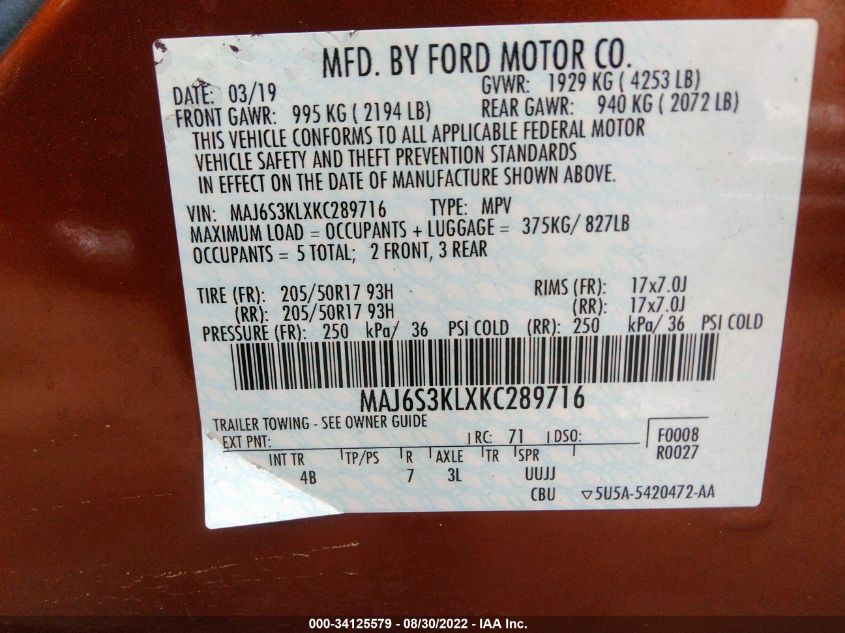 MFD. BY FORD MOTOR CO.
DATE: 03/19 GVWR: 1929 KG ( 4253 LB)
FRONT GAWR: 995 KG ( 2194 LB) REAR GAWR: 940 KG ( 2072 LB)
THIS VEHICLE CONFORMS TO ALL APPLICABLE FEDERAL MOTOR
VEHICLE SAFETY AND THEFT PREVENTION STANDARDS
IN EFFECT ON THE DATE OF MANUFACTURE SHOWN ABOVE.
VIN: MAJ6S3KLXKC289716 TYPE: MPV
MAXIMUM LOAD = OCCUPANTS + LUGGAGE = 375KG/ 827LB
OCCUPANTS = 5 TOTAL; 2 FRONT, 3 REAR
TIRE (FR): 205/50R17 93H RIMS (FR): 17x7.0J
(RR): 205/50R17 93H (RR): 17x7.0J
PRESSURE (FR): 250 kPa/ 36 PSI COLD (RR): 250 kPa/ 36 PSI COLD
MAJ6S3KLXKC289716
TRAILER TOWING - SEE OWNER GUIDE
EXT PNT: RC: 71 DSO: F0008
R0027
INT TR TP/PS R AXLE TR SPR
4B 7 3L UUJJ
CBU ▽5U5A-5420472-AA
000-34125579 - 08/30/2022 - IAA Inc.